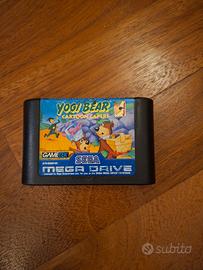 YOGI BEAR
CARTOON CAPERS
GAMETEK
SEGA
MEGA DRIVE
subito